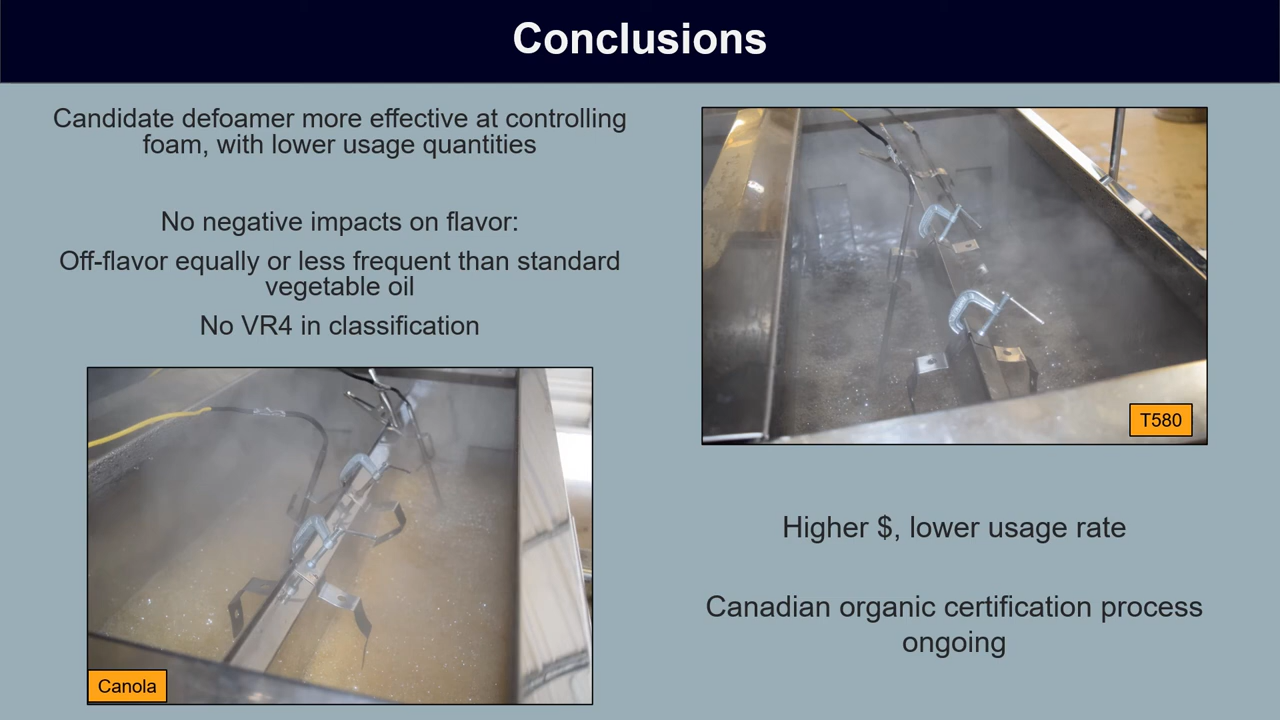 Conclusions
Candidate defoamer more effective at controlling
foam, with lower usage quantities
No negative impacts on flavor:
Off-flavor equally or less frequent than standard
vegetable oil
No VR4 in classification
Canola
T580
Higher $, lower usage rate
Canadian organic certification process
ongoing